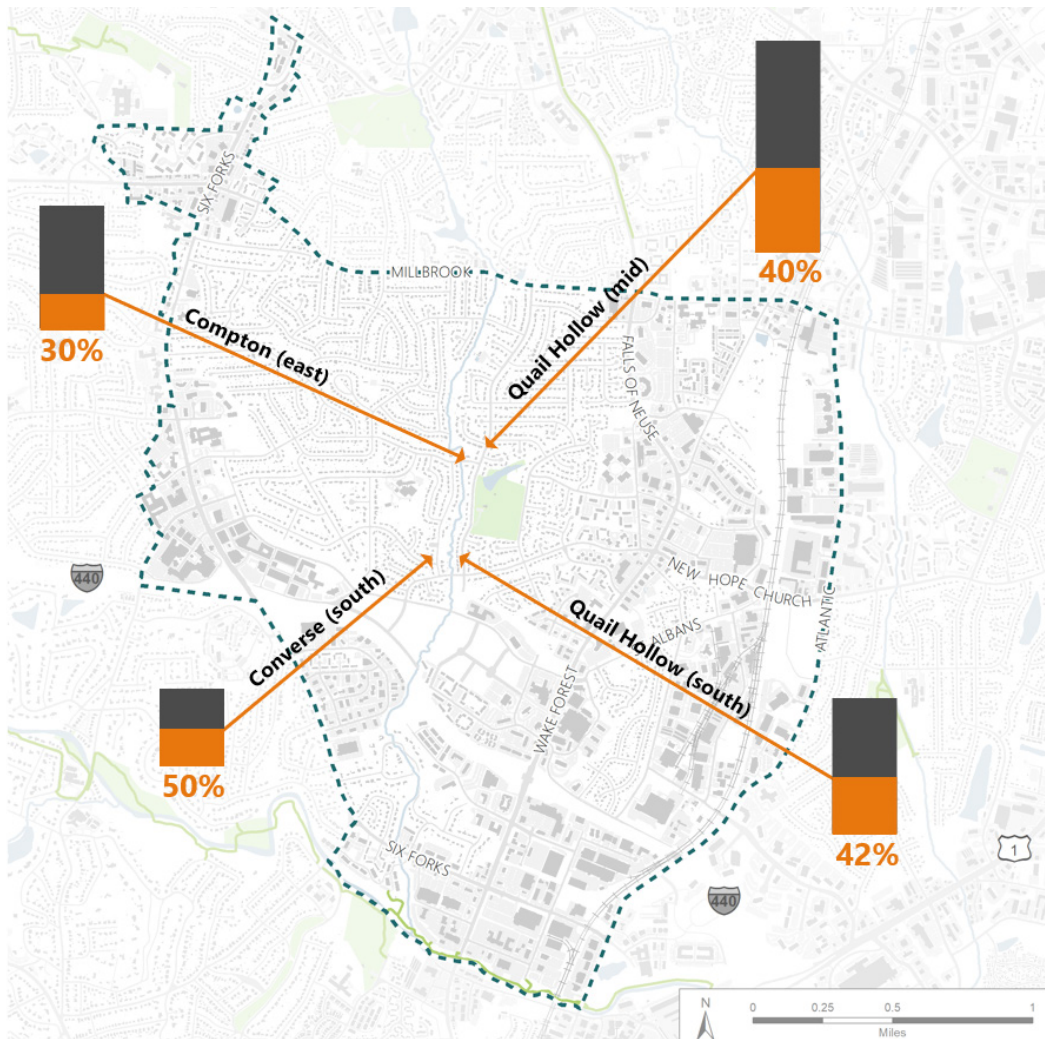 SIX FORKS
MILLBROOK
40%
Quail Hollow (mid)
Compton (east)
30%
FALLS OF NEUSE
440
NEW HOPE CHURCH
ATLANTIC
ALBANS
Converse (south)
Quail Hollow (south)
WAKE FOREST
50%
SIX FORKS
42%
1
440
N
0 0.25 0.5 1
Miles